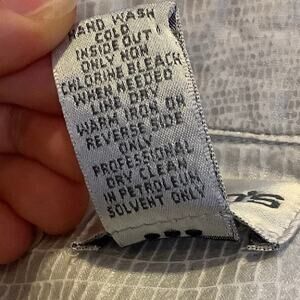 HAND WASH
COLD
INSIDE OUT!
ONLY NON
CHLORINE BLEACH
WHEN NEEDED
LINE DRY
WARM IRON ON
REVERSE SIDE
ONLY
PROFESSIONAL
DRY CLEAN
IN PETROLEUM
SOLVENT ONLY